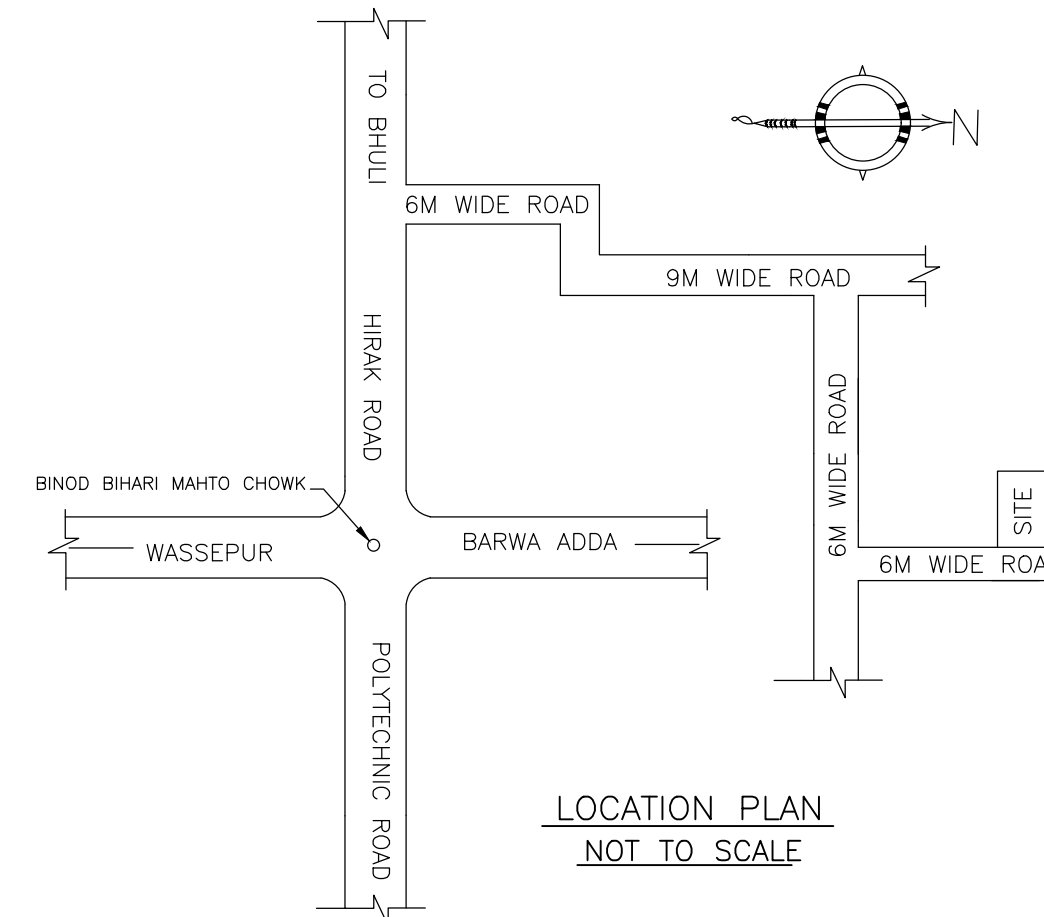 TO BHULI
N
6M WIDE ROAD
9M WIDE ROAD
HIRAK ROAD
6M WIDE ROAD
BINOD BIHARI MAHTO CHOWK
SITE
WASSEPUR
BARWA ADDA
6M WIDE ROA
POLYTECHNIC ROAD
LOCATION PLAN
NOT TO SCALE